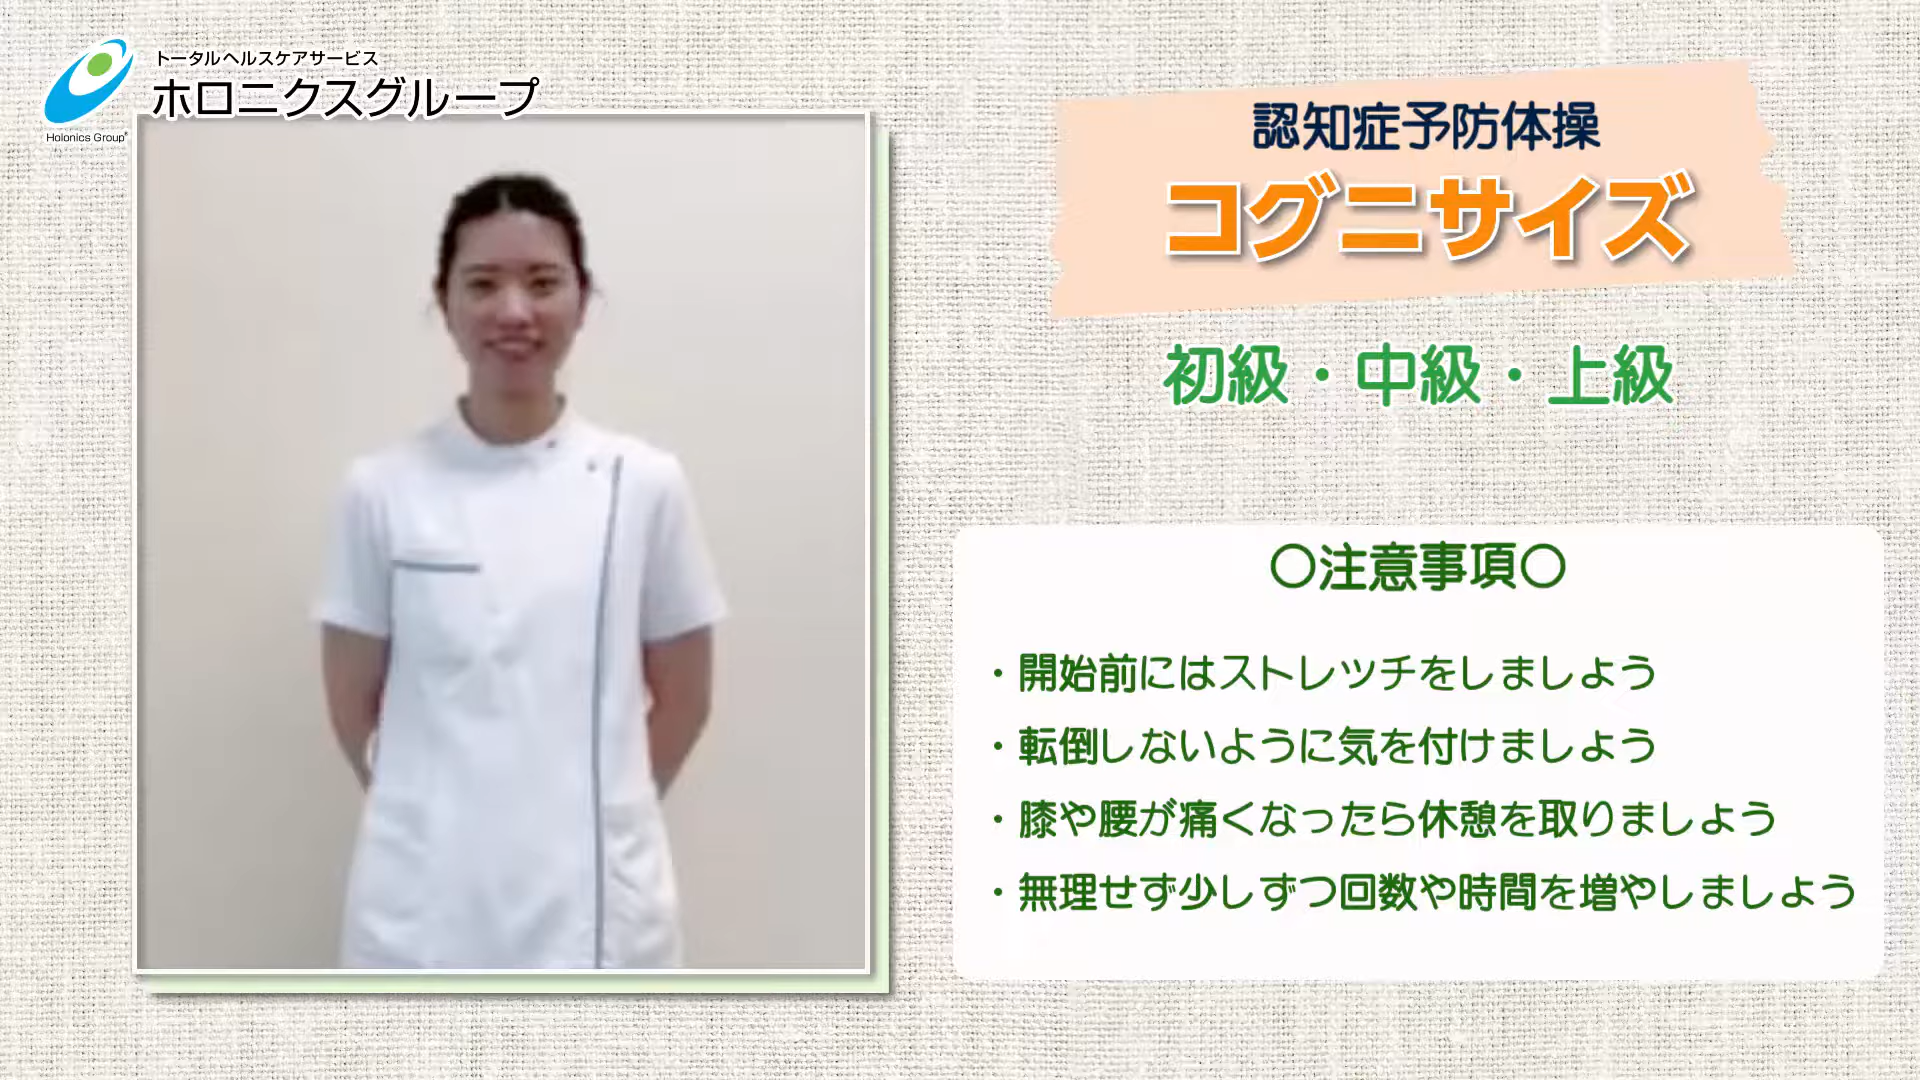 トータルヘルスケアサービス
ホロニクスグループ
Holonics Group®
認知症予防体操
コグニサイズ
初級・中級・上級
〇注意事項〇
・開始前にはストレッチをしましょう
・転倒しないように気を付けましょう
・膝や腰が痛くなったら休憩を取りましょう
・無理せず少しずつ回数や時間を増やしましょう